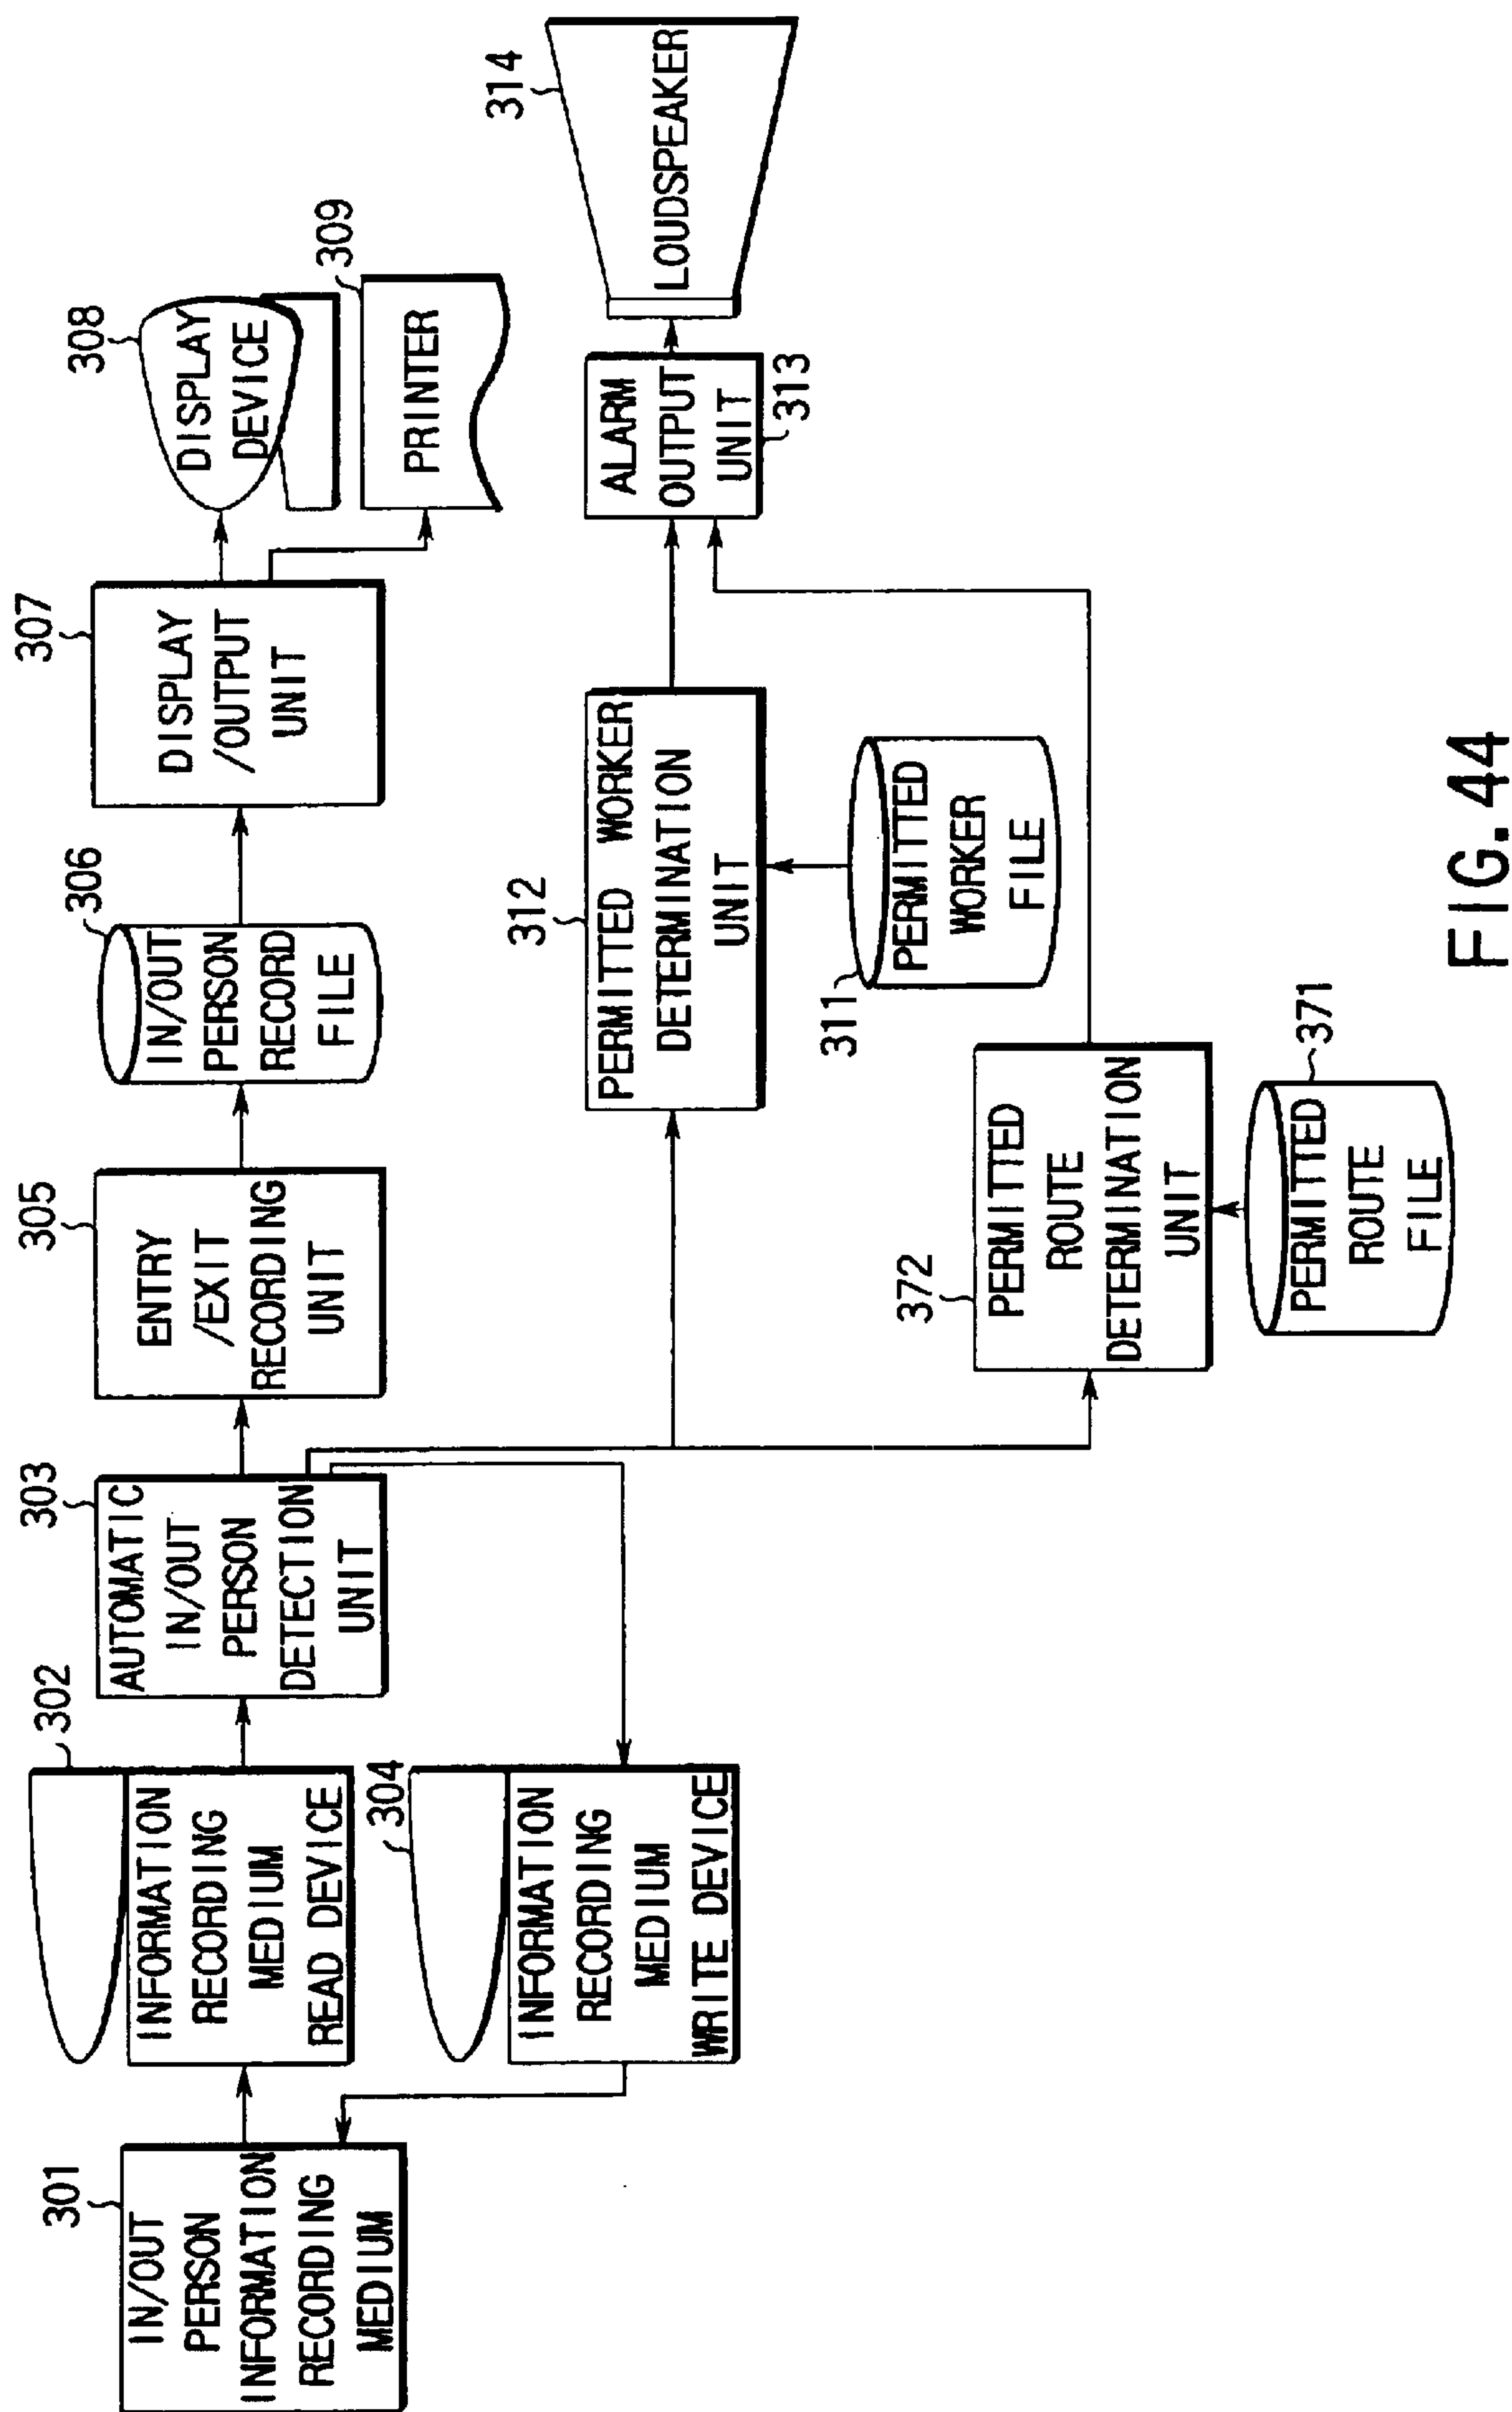 301
IN/OUT
PERSON
INFORMATION
RECORDING
MEDIUM
302
INFORMATION
RECORDING
MEDIUM
READ DEVICE
304
INFORMATION
RECORDING
MEDIUM
WRITE DEVICE
303
AUTOMATIC
IN/OUT
PERSON
DETECTION
UNIT
305
ENTRY
/EXIT
RECORDING
UNIT
306
IN/OUT
PERSON
RECORD
FILE
307
DISPLAY
/OUTPUT
UNIT
308
DISPLAY
DEVICE
309
PRINTER
312
PERMITTED WORKER
DETERMINATION
UNIT
311
PERMITTED
WORKER
FILE
ALARM
OUTPUT
UNIT
313
314
LOUDSPEAKER
372
PERMITTED
ROUTE
DETERMINATION
UNIT
371
PERMITTED
ROUTE
FILE
FIG. 44